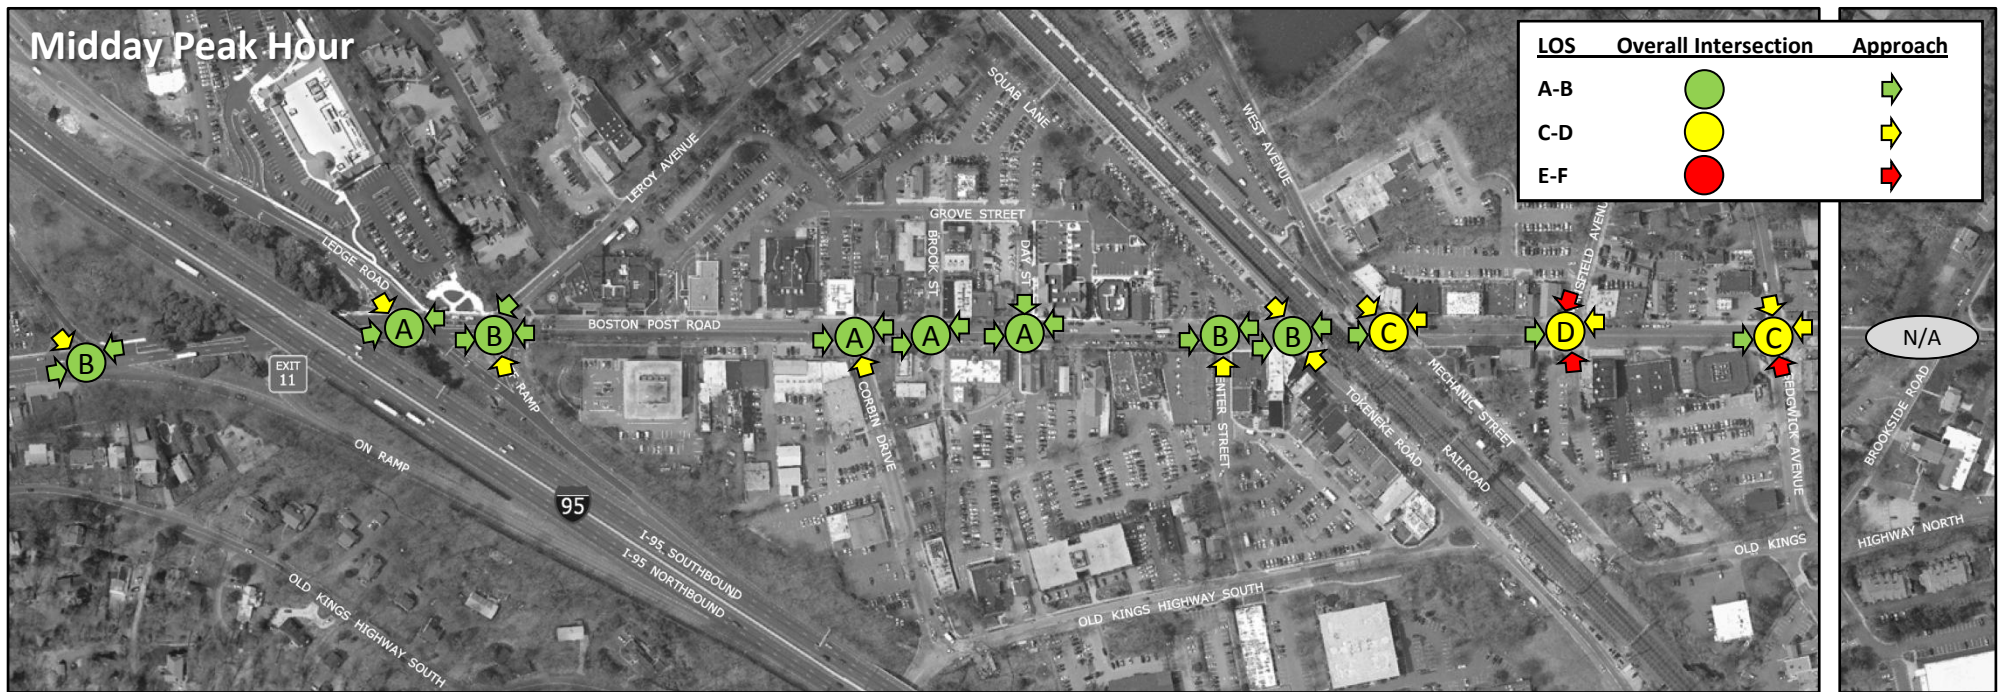 Midday Peak Hour
LOS Overall Intersection Approach
A-B
C-D
E-F
SQUAB LANE
WEST AVENUE
LEROY AVENUE
GROVE STREET
LEDGE ROAD
BROOK ST
DAY ST
BOSTON POST ROAD
B
A
B
A
A
A
B
B
C
D
C
N/A
EXIT
11
RAMP
CORBIN DRIVE
STREET
TOKENEKE ROAD
MECHANIC STREET
RAILROAD
SEDGWICK AVENUE
BROOKSIDE ROAD
ON RAMP
95
I-95 SOUTHBOUND
I-95 NORTHBOUND
OLD KINGS
HIGHWAY NORTH
OLD KINGS HIGHWAY SOUTH
OLD KINGS HIGHWAY SOUTH